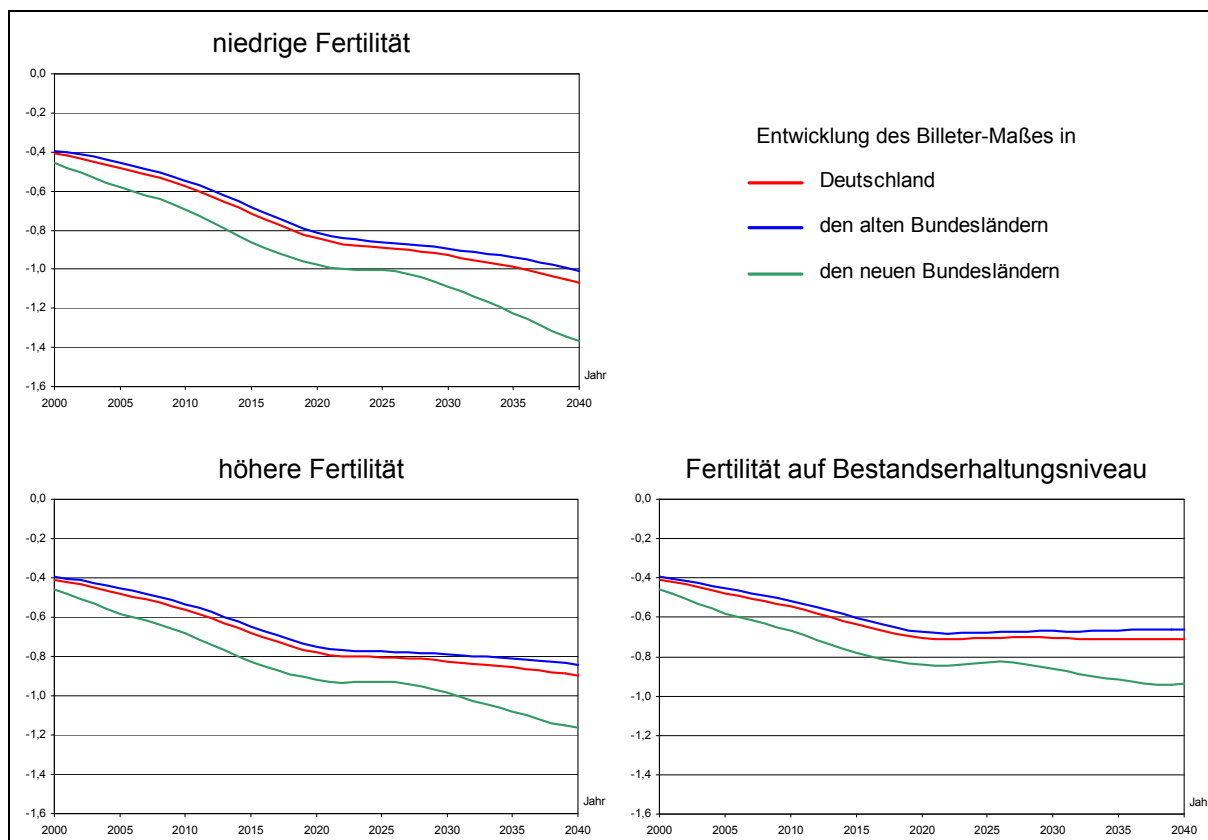 niedrige Fertilität
0,0
-0,2
-0,4
-0,6
-0,8
-1,0
-1,2
-1,4
-1,6
Jahr
2000 2005 2010 2015 2020 2025 2030 2035 2040
Entwicklung des Billeter-Maßes in
Deutschland
den alten Bundesländern
den neuen Bundesländern
höhere Fertilität
0,0
-0,2
-0,4
-0,6
-0,8
-1,0
-1,2
-1,4
-1,6
Jahr
2000 2005 2010 2015 2020 2025 2030 2035 2040
Fertilität auf Bestandserhaltungsniveau
0,0
-0,2
-0,4
-0,6
-0,8
-1,0
-1,2
-1,4
-1,6
Jahr
2000 2005 2010 2015 2020 2025 2030 2035 2040